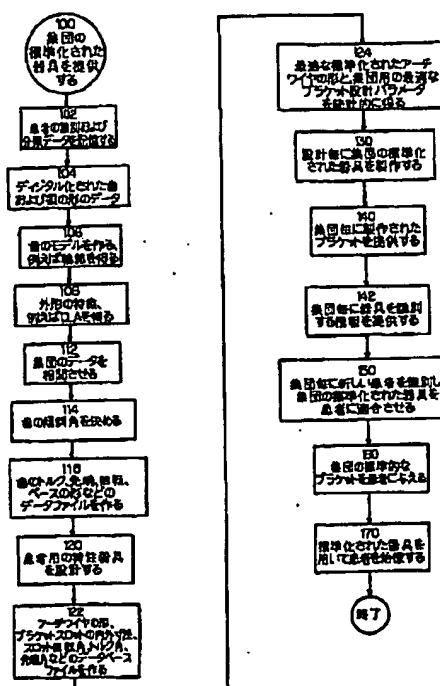 100
集団の
標準化された
器具を提供
する
102
患者の識別および
分類データを記憶する
104
ディジタル化された歯
および顎の形のデータ
106
歯のモデルを作る、
例えば輪郭を得る
108
外形の特徴、
112
集団のデータを
相関させる
114
歯の傾斜角を決める
116
歯のトルク、先端、回転、
ベースの形などの
データファイルを作る
120
患者用の特性器具
を設計する
122
アーチワイヤの形、
ブラケットスロットの内外寸法、
データベース
ファイルを作る
124
最適な標準化されたアーチ
ワイヤの形と、集団用の最適な
ブラケット設計パラメータ
を統計的に得る
130
設計毎に集団の標準化
された器具を製作する
140
集団毎に製作された
ブラケットを提供する
142
集団毎に器具を識別
する情報を提供する
150
集団毎に新しい患者を識別し、
集団の標準化された器具を
患者に適合させる
160
集団の標準的な
ブラケットを患者に与える
170
標準化された器具を
用いて患者を治療する
終了